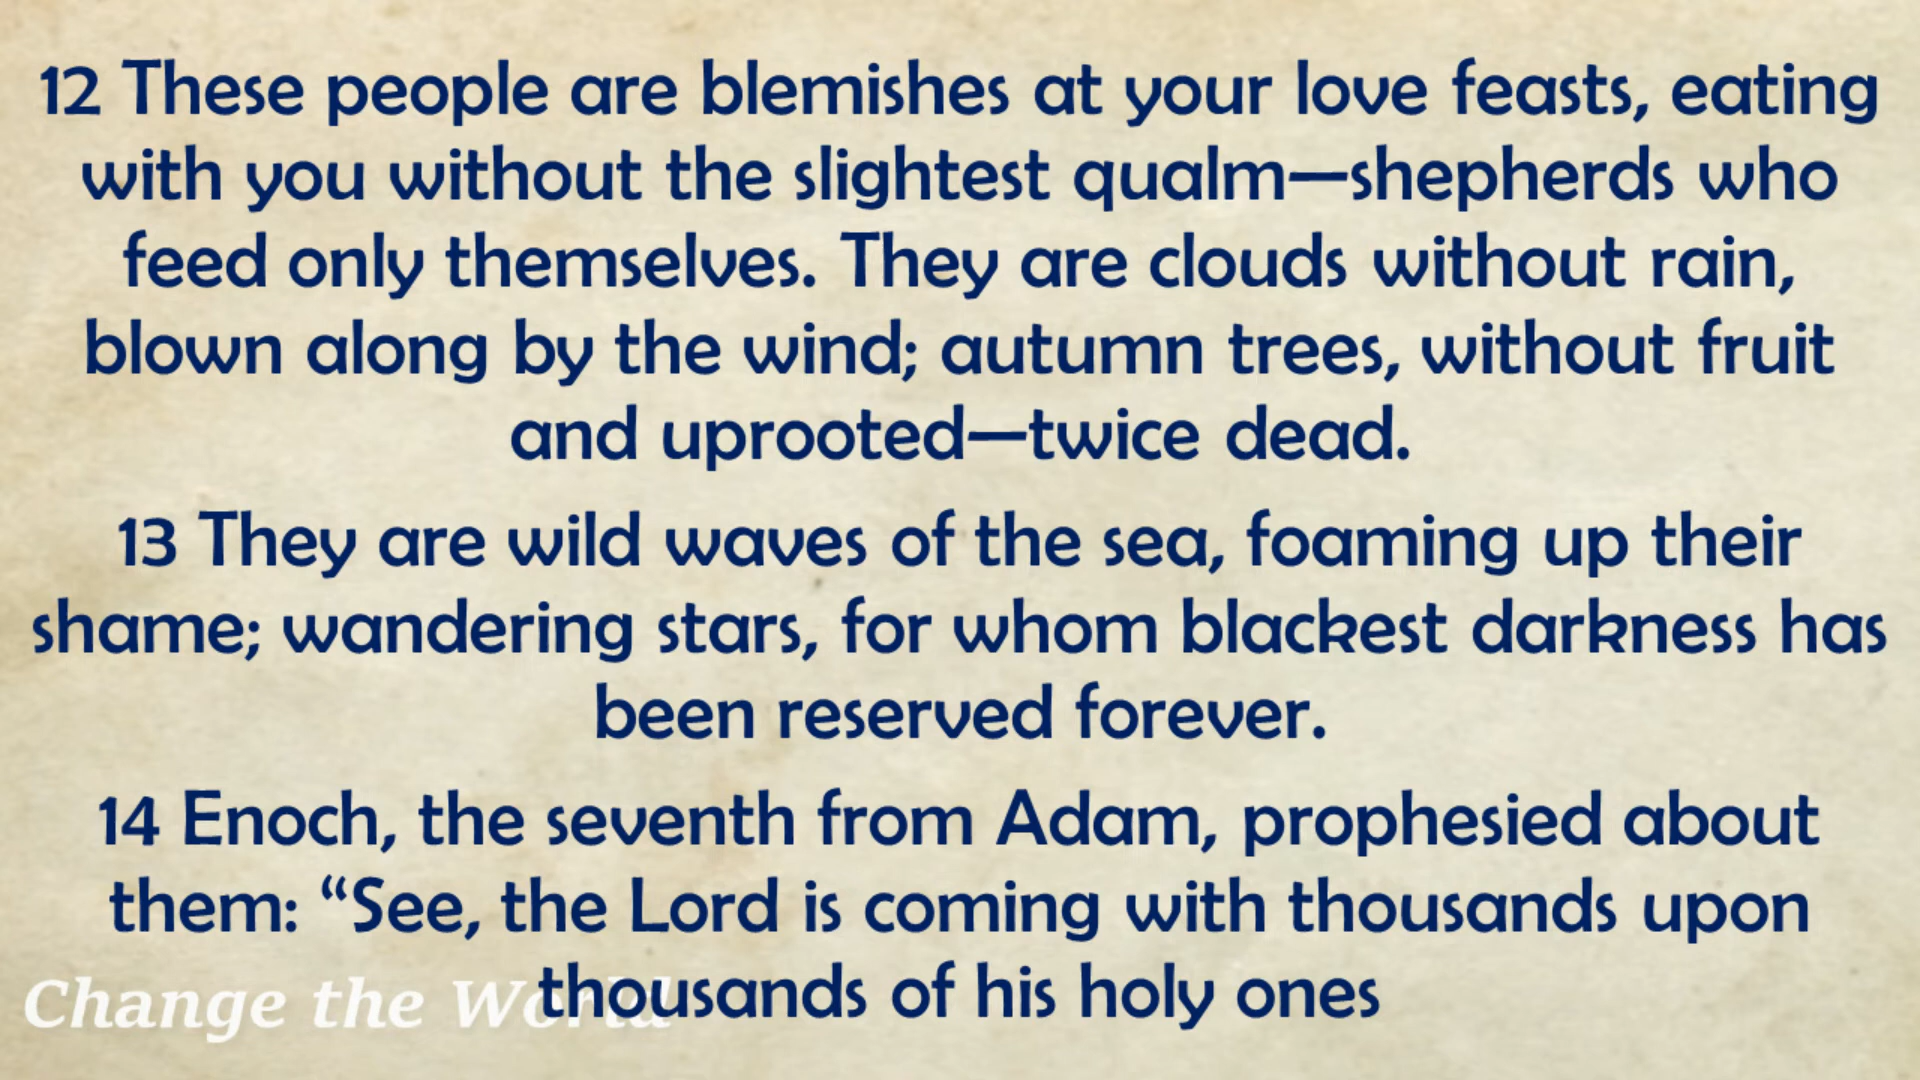 12 These people are blemishes at your love feasts, eating
with you without the slightest qualm—shepherds who
feed only themselves. They are clouds without rain,
blown along by the wind; autumn trees, without fruit
and uprooted—twice dead.
13 They are wild waves of the sea, foaming up their
shame; wandering stars, for whom blackest darkness has
been reserved forever.
14 Enoch, the seventh from Adam, prophesied about
them: “See, the Lord is coming with thousands upon
thousands of his holy ones
Change the World